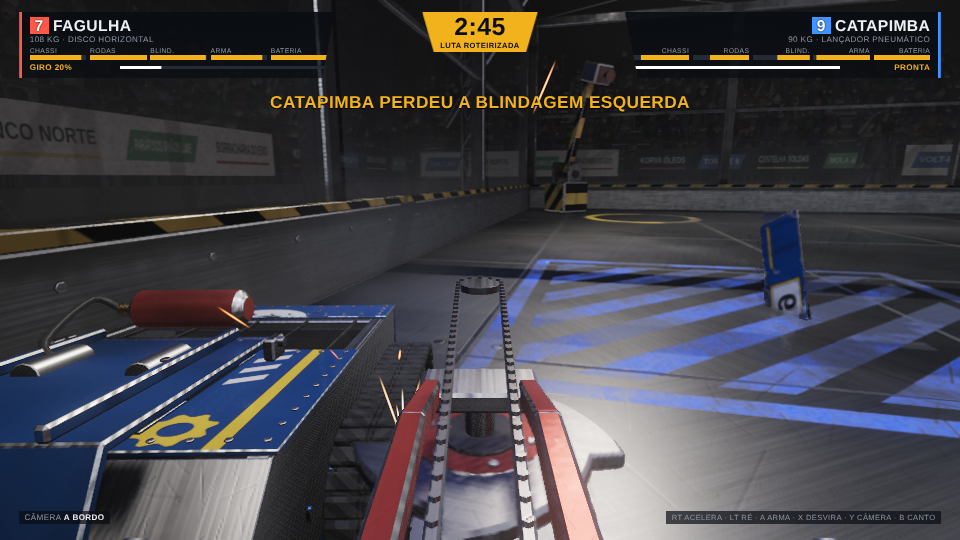 7 FAGULHA
108 KG · DISCO HORIZONTAL
CHASSI RODAS BLIND. ARMA BATERIA
GIRO 20%
2:45
LUTA ROTEIRIZADA
9 CATAPIMBA
90 KG · LANÇADOR PNEUMÁTICO
CHASSI RODAS BLIND. ARMA BATERIA
PRONTA
CATAPIMBA PERDEU A BLINDAGEM ESQUERDA
NCO NORTE
CÂMERA A BORDO
RT ACELERA · LT RÉ · A ARMA · X DESVIRA · Y CÂMERA · B CANTO